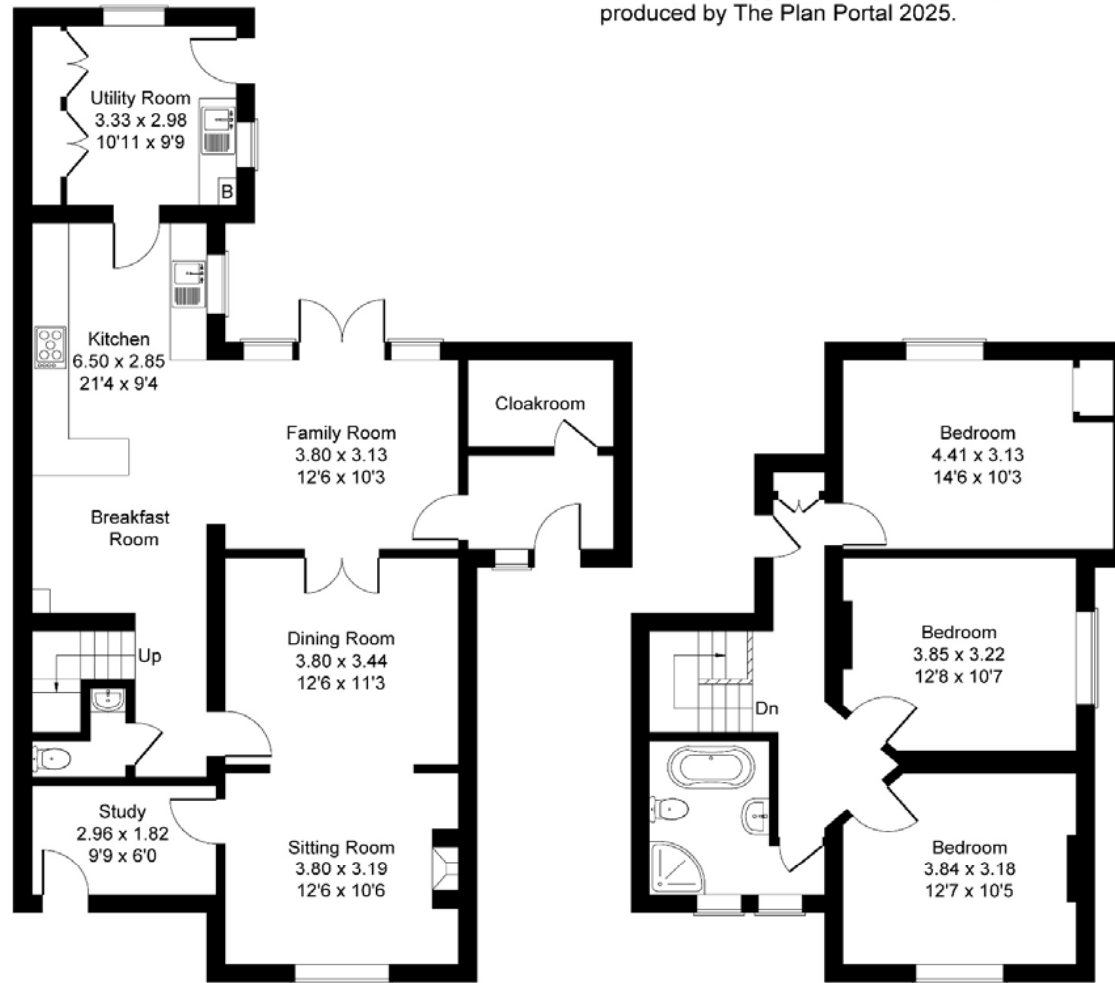 produced by The Plan Portal 2025.
Utility Room
3.33 x 2.98
10'11 x 9'9
B
Kitchen
6.50 x 2.85
21'4 x 9'4
Cloakroom
Family Room
3.80 x 3.13
12'6 x 10'3
Breakfast
Room
Dining Room
3.80 x 3.44
12'6 x 11'3
Up
Study
2.96 x 1.82
9'9 x 6'0
Sitting Room
3.80 x 3.19
12'6 x 10'6
Bedroom
4.41 x 3.13
14'6 x 10'3
Bedroom
3.85 x 3.22
12'8 x 10'7
Dn
Bedroom
3.84 x 3.18
12'7 x 10'5